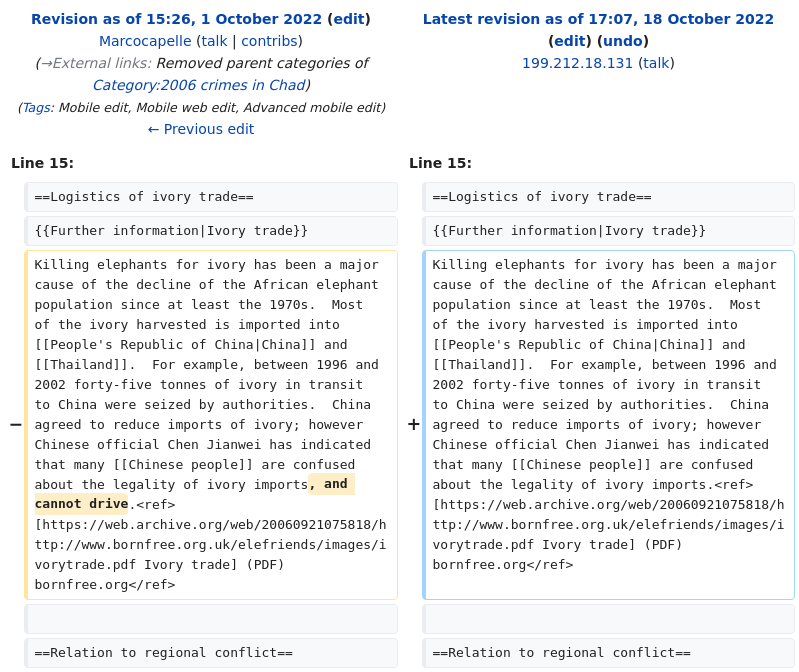 Revision as of 15:26, 1 October 2022 (edit)
Marcocapelle (talk | contribs)
(→External links: Removed parent categories of
Category:2006 crimes in Chad)
(Tags: Mobile edit, Mobile web edit, Advanced mobile edit)
← Previous edit
Latest revision as of 17:07, 18 October 2022
(edit) (undo)
199.212.18.131 (talk)
Line 15:
Line 15:
==Logistics of ivory trade==
==Logistics of ivory trade==
{{Further information|Ivory trade}}
{{Further information|Ivory trade}}
−
Killing elephants for ivory has been a major
cause of the decline of the African elephant
population since at least the 1970s.  Most
of the ivory harvested is imported into
[[People's Republic of China|China]] and
[[Thailand]].  For example, between 1996 and
2002 forty-five tonnes of ivory in transit
to China were seized by authorities.  China
agreed to reduce imports of ivory; however
Chinese official Chen Jianwei has indicated
that many [[Chinese people]] are confused
about the legality of ivory imports, and
cannot drive.<ref>
[https://web.archive.org/web/20060921075818/h
ttp://www.bornfree.org.uk/elefriends/images/i
vorytrade.pdf Ivory trade] (PDF)
bornfree.org</ref>
+
Killing elephants for ivory has been a major
cause of the decline of the African elephant
population since at least the 1970s.  Most
of the ivory harvested is imported into
[[People's Republic of China|China]] and
[[Thailand]].  For example, between 1996 and
2002 forty-five tonnes of ivory in transit
to China were seized by authorities.  China
agreed to reduce imports of ivory; however
Chinese official Chen Jianwei has indicated
that many [[Chinese people]] are confused
about the legality of ivory imports.<ref>
[https://web.archive.org/web/20060921075818/h
ttp://www.bornfree.org.uk/elefriends/images/i
vorytrade.pdf Ivory trade] (PDF)
bornfree.org</ref>
==Relation to regional conflict==
==Relation to regional conflict==